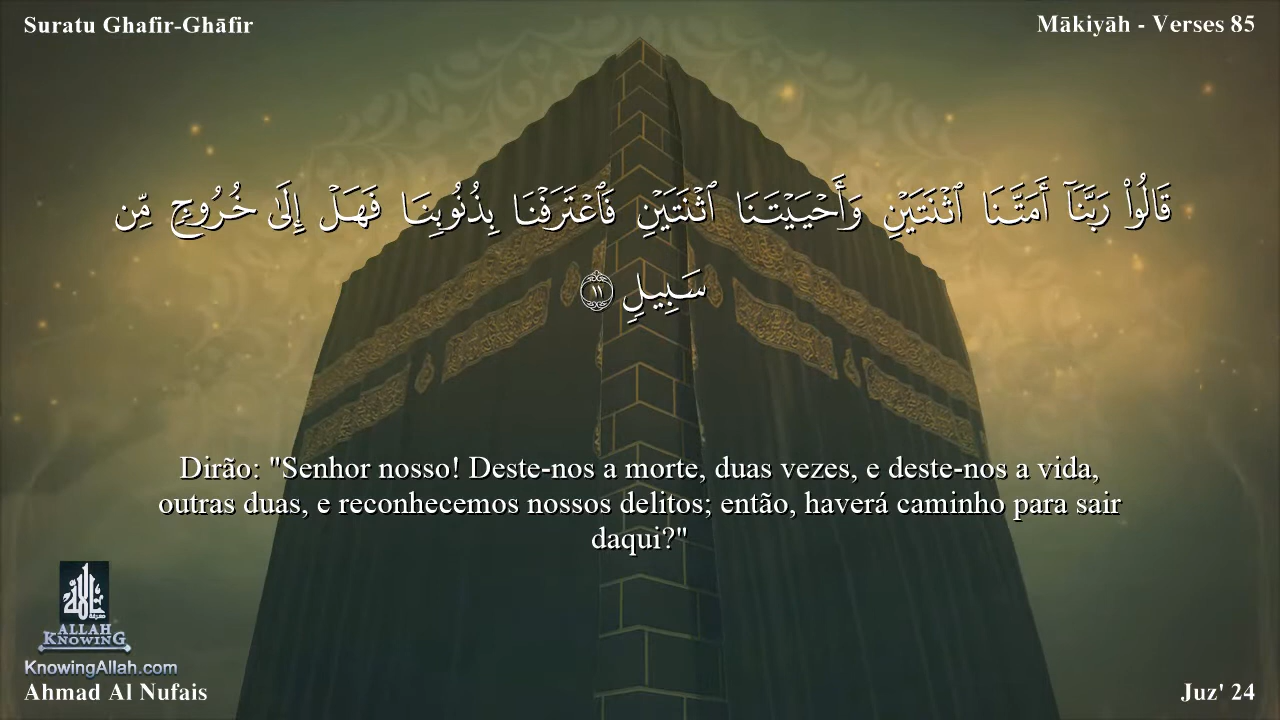 Suratu Ghafir-Ghāfir
Mākiyāh - Verses 85
قَالُوا۟ رَبَّنَآ أَمَتَّنَا ٱثْنَتَيْنِ وَأَحْيَيْتَنَا ٱثْنَتَيْنِ فَٱعْتَرَفْنَا بِذُنُوبِنَا فَهَلْ إِلَىٰ خُرُوجٍ مِّن
سَبِيلٍ ١١
Dirão: "Senhor nosso! Deste-nos a morte, duas vezes, e deste-nos a vida,
outras duas, e reconhecemos nossos delitos; então, haverá caminho para sair
daqui?"
ALLAH
KNOWING
KnowingAllah.com
Ahmad Al Nufais
Juz' 24